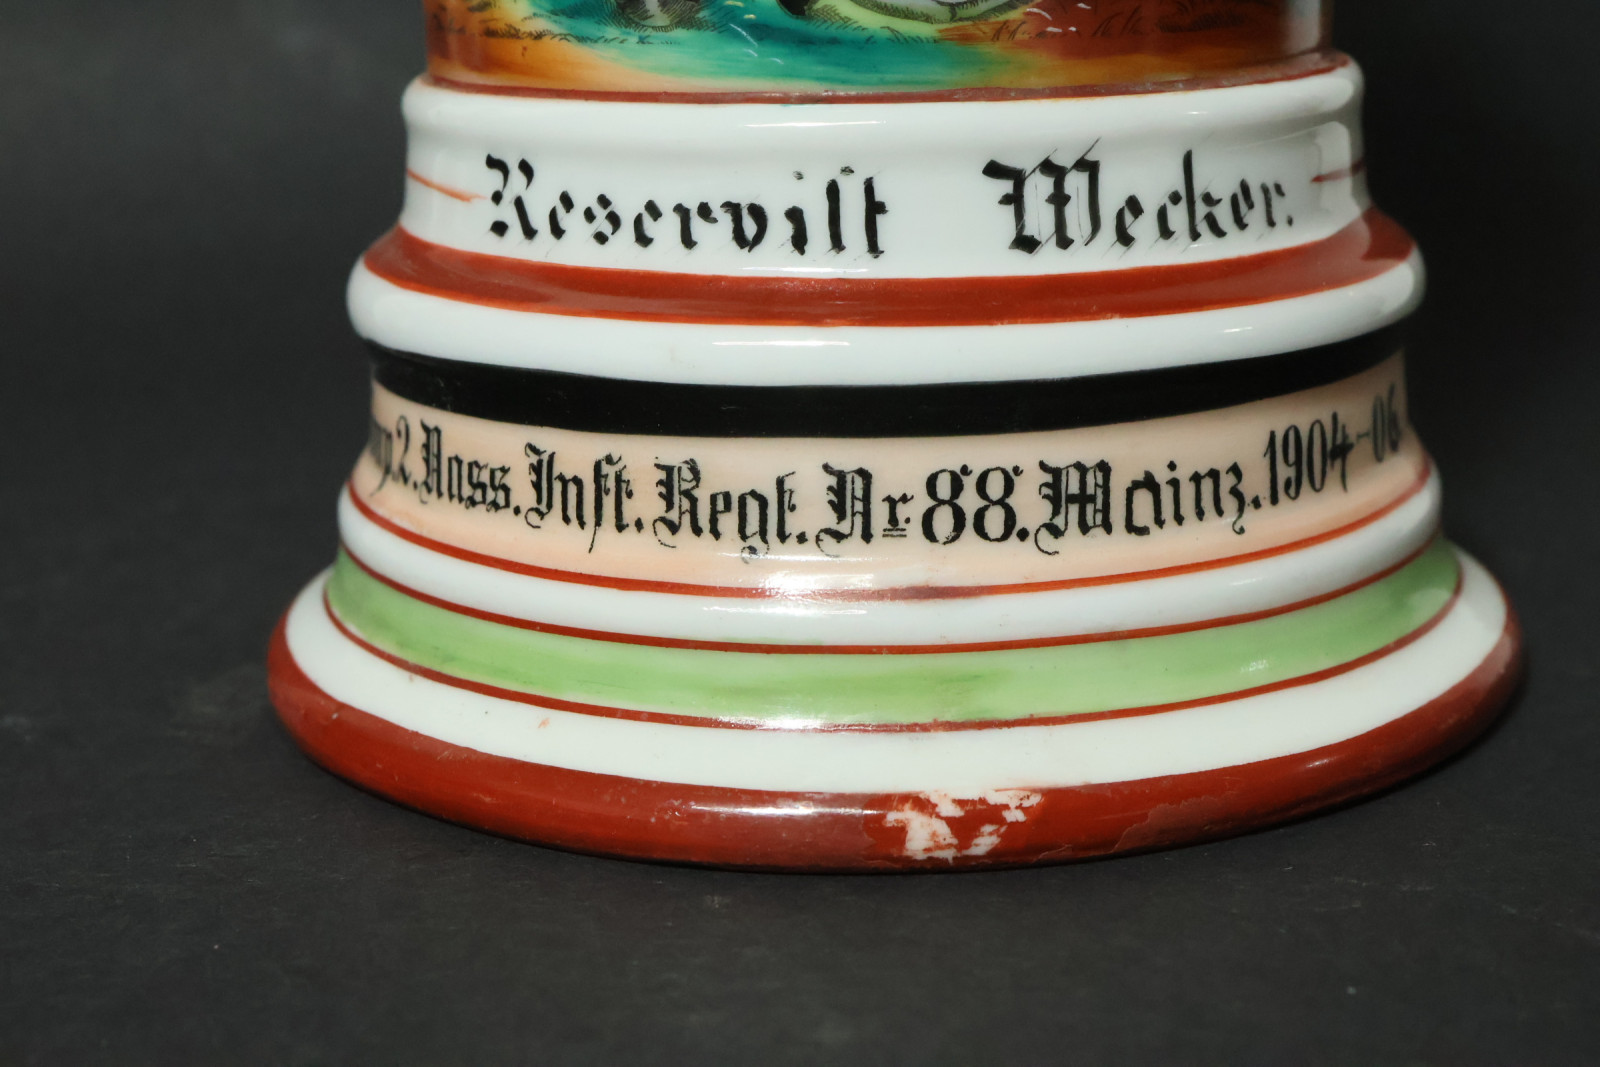 Reservist Wecker.
2. Nass. Inft. Regt. Nr 88. Mainz. 1904-06